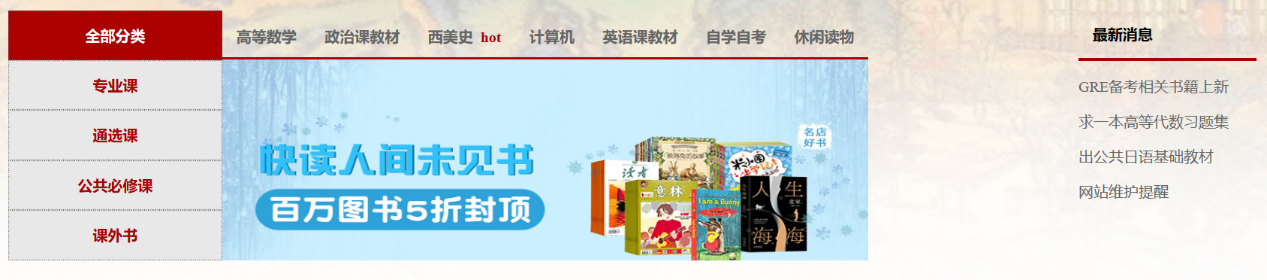 全部分类
高等数学 政治课教材 西美史 hot 计算机 英语课教材 自学自考 休闲读物
专业课
通选课
公共必修课
课外书
快读人间未见书
百万图书5折封顶
名店
好书
读者
意林
米小圈
I am a Bunny
人生
海海
最新消息
GRE备考相关书籍上新
求一本高等代数习题集
出公共日语基础教材
网站维护提醒